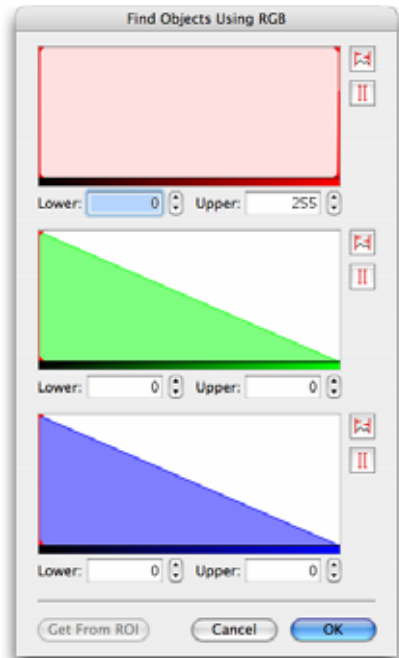 Find Objects Using RGB
Lower: 0 Upper: 255
Lower: 0 Upper: 0
Lower: 0 Upper: 0
Get From ROI Cancel OK